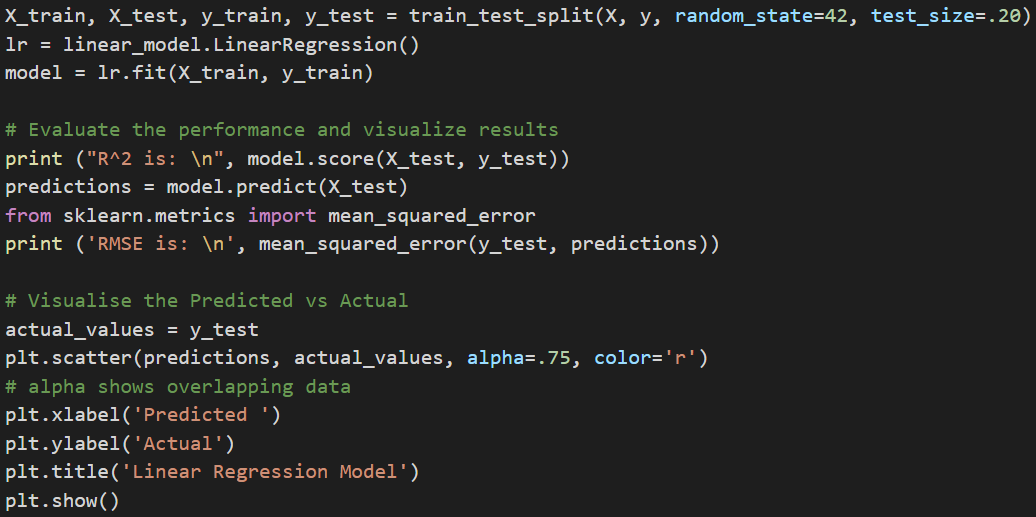 X_train, X_test, y_train, y_test = train_test_split(X, y, random_state=42, test_size=.20)
lr = linear_model.LinearRegression()
model = lr.fit(X_train, y_train)
# Evaluate the performance and visualize results
print ("R^2 is: \n", model.score(X_test, y_test))
predictions = model.predict(X_test)
from sklearn.metrics import mean_squared_error
print ('RMSE is: \n', mean_squared_error(y_test, predictions))
# Visualise the Predicted vs Actual
actual_values = y_test
plt.scatter(predictions, actual_values, alpha=.75, color='r')
# alpha shows overlapping data
plt.xlabel('Predicted ')
plt.ylabel('Actual')
plt.title('Linear Regression Model')
plt.show()